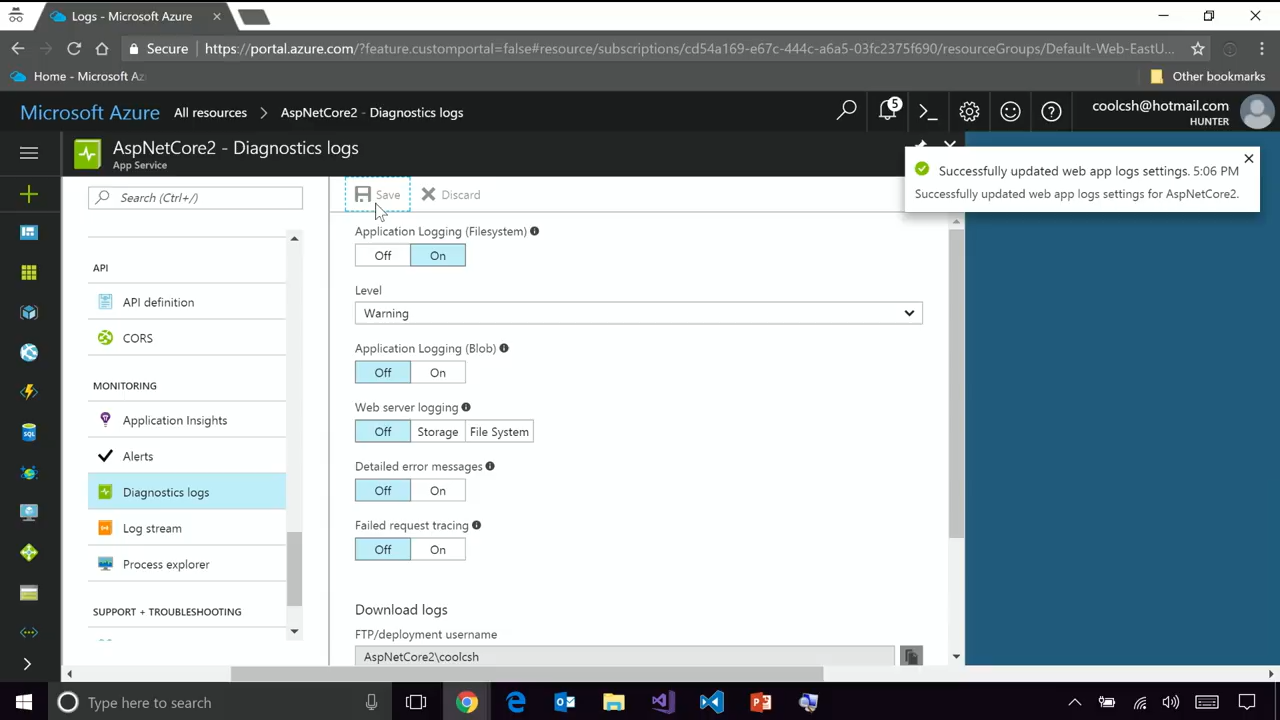 Logs - Microsoft Azure
Secure
https://portal.azure.com/?feature.customportal=false#resource/subscriptions/cd54a169-e67c-444c-a6a5-03fc2375f690/resourceGroups/Default-Web-EastU...
Home - Microsoft Az
Other bookmarks
Microsoft Azure
All resources
AspNetCore2 - Diagnostics logs
5
coolcsh@hotmail.com
HUNTER
AspNetCore2 - Diagnostics logs
App Service
Successfully updated web app logs settings. 5:06 PM
Successfully updated web app logs settings for AspNetCore2.
Search (Ctrl+/)
Save
Discard
API
API definition
CORS
MONITORING
Application Insights
Alerts
Diagnostics logs
Log stream
Process explorer
SUPPORT + TROUBLESHOOTING
Application Logging (Filesystem)
Off On
Level
Warning
Application Logging (Blob)
Off On
Web server logging
Off Storage File System
Detailed error messages
Off On
Failed request tracing
Off On
Download logs
FTP/deployment username
AspNetCore2\coolcsh
SQL
Type here to search